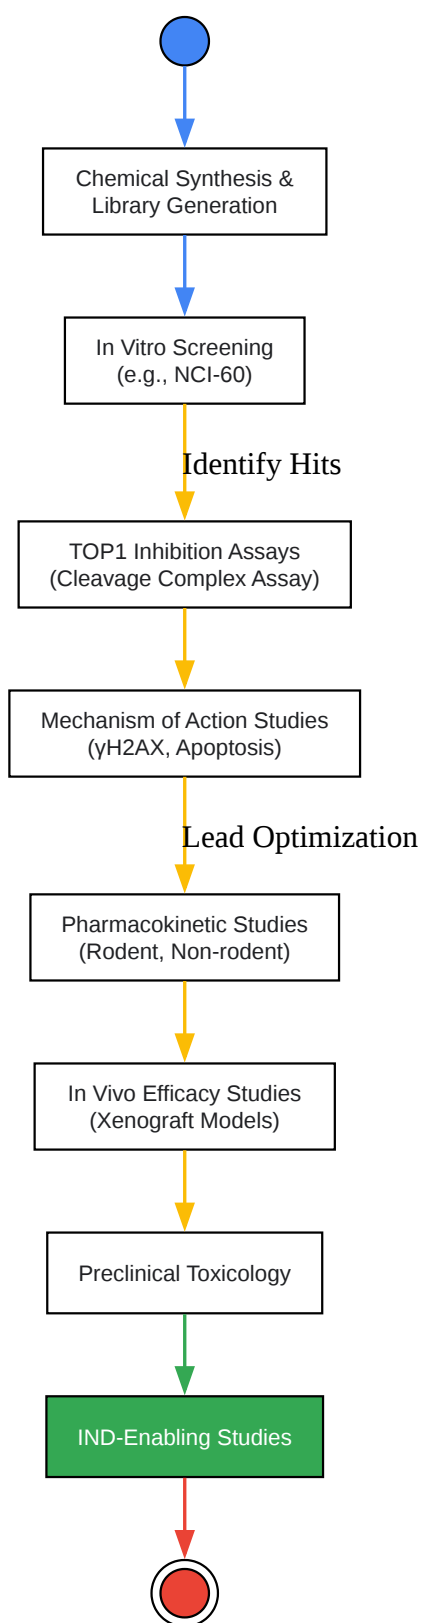 Chemical Synthesis &
Library Generation
In Vitro Screening
(e.g., NCI-60)
Identify Hits
TOP1 Inhibition Assays
(Cleavage Complex Assay)
Mechanism of Action Studies
(γH2AX, Apoptosis)
Lead Optimization
Pharmacokinetic Studies
(Rodent, Non-rodent)
In Vivo Efficacy Studies
(Xenograft Models)
Preclinical Toxicology
IND-Enabling Studies